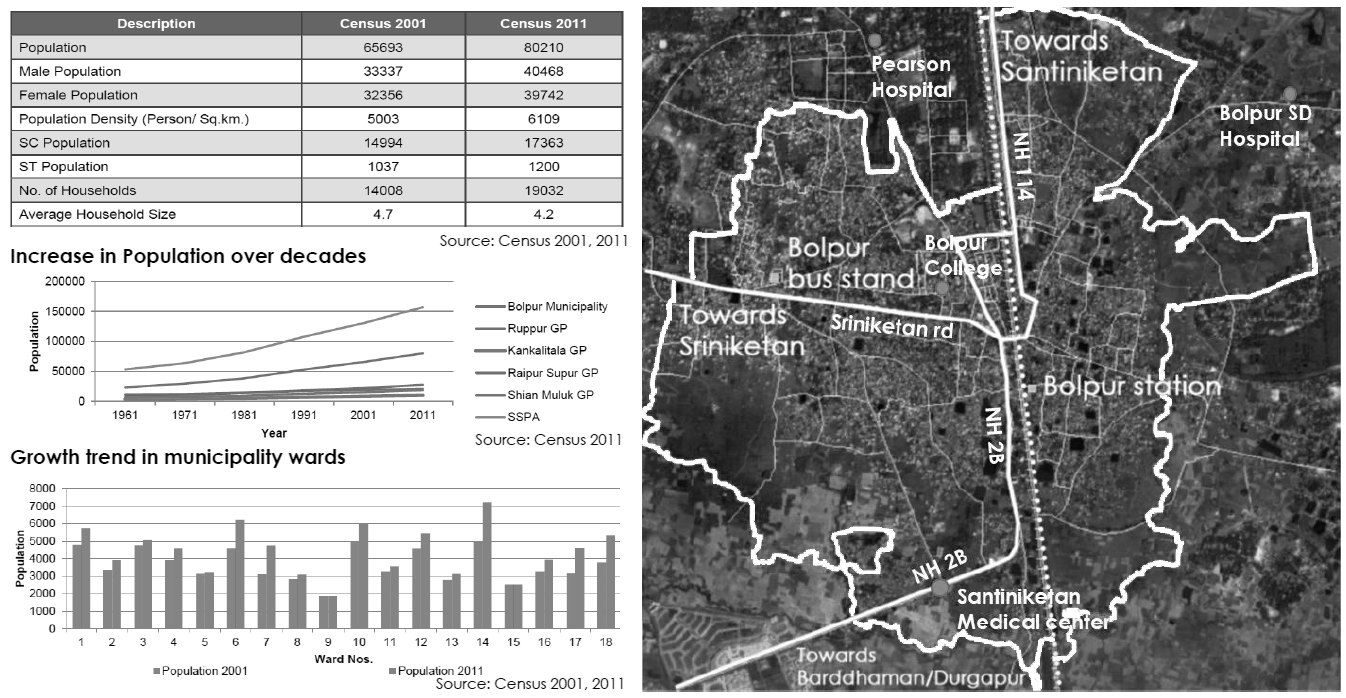 Description Census 2001 Census 2011
Population 65693 80210
Male Population 33337 40468
Female Population 32356 39742
Population Density (Person/ Sq.km.) 5003 6109
SC Population 14994 17363
ST Population 1037 1200
No. of Households 14008 19032
Average Household Size 4.7 4.2
Source: Census 2001, 2011
Increase in Population over decades
200000
150000
100000
50000
0
Population
1961 1971 1981 1991 2001 2011
Year
Bolpur Municipality
Ruppur GP
Kankalitala GP
Raipur Supur GP
Shian Muluk GP
SSPA
Source: Census 2011
Growth trend in municipality wards
8000
7000
6000
5000
4000
3000
2000
1000
0
Population
1 2 3 4 5 6 7 8 9 10 11 12 13 14 15 16 17 18
Ward Nos.
Population 2001 Population 2011
Source: Census 2001, 2011
Towards
Santiniketan
Pearson
Hospital
Bolpur SD
Hospital
NH 114
Bolpur
bus stand
Bolpur
College
Towards
Sriniketan
Sriniketan rd
Bolpur station
NH 2B
NH 2B
Santiniketan
Medical center
Towards
Barddhaman/Durgapur